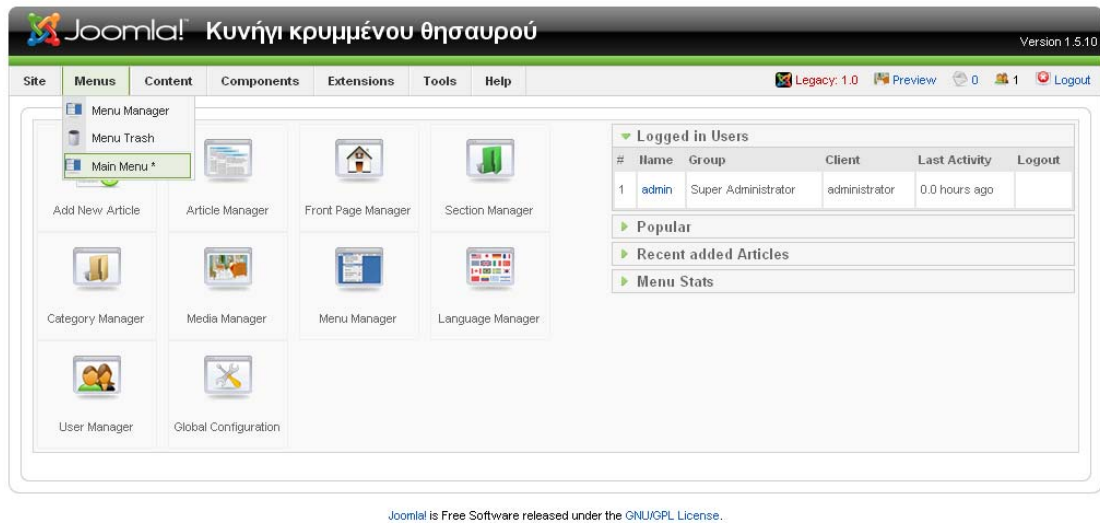 Joomla! Κυνήγι κρυμμένου θησαυρού
Version 1.5.10
Site Menus Content Components Extensions Tools Help Legacy: 1.0 Preview 0 1 Logout
Menu Manager
Menu Trash
Main Menu *
Add New Article Article Manager Front Page Manager Section Manager
Category Manager Media Manager Menu Manager Language Manager
User Manager Global Configuration
Logged in Users
# Name Group Client Last Activity Logout
1 admin Super Administrator administrator 0.0 hours ago
Popular
Recent added Articles
Menu Stats
Joomla! is Free Software released under the GNU/GPL License.